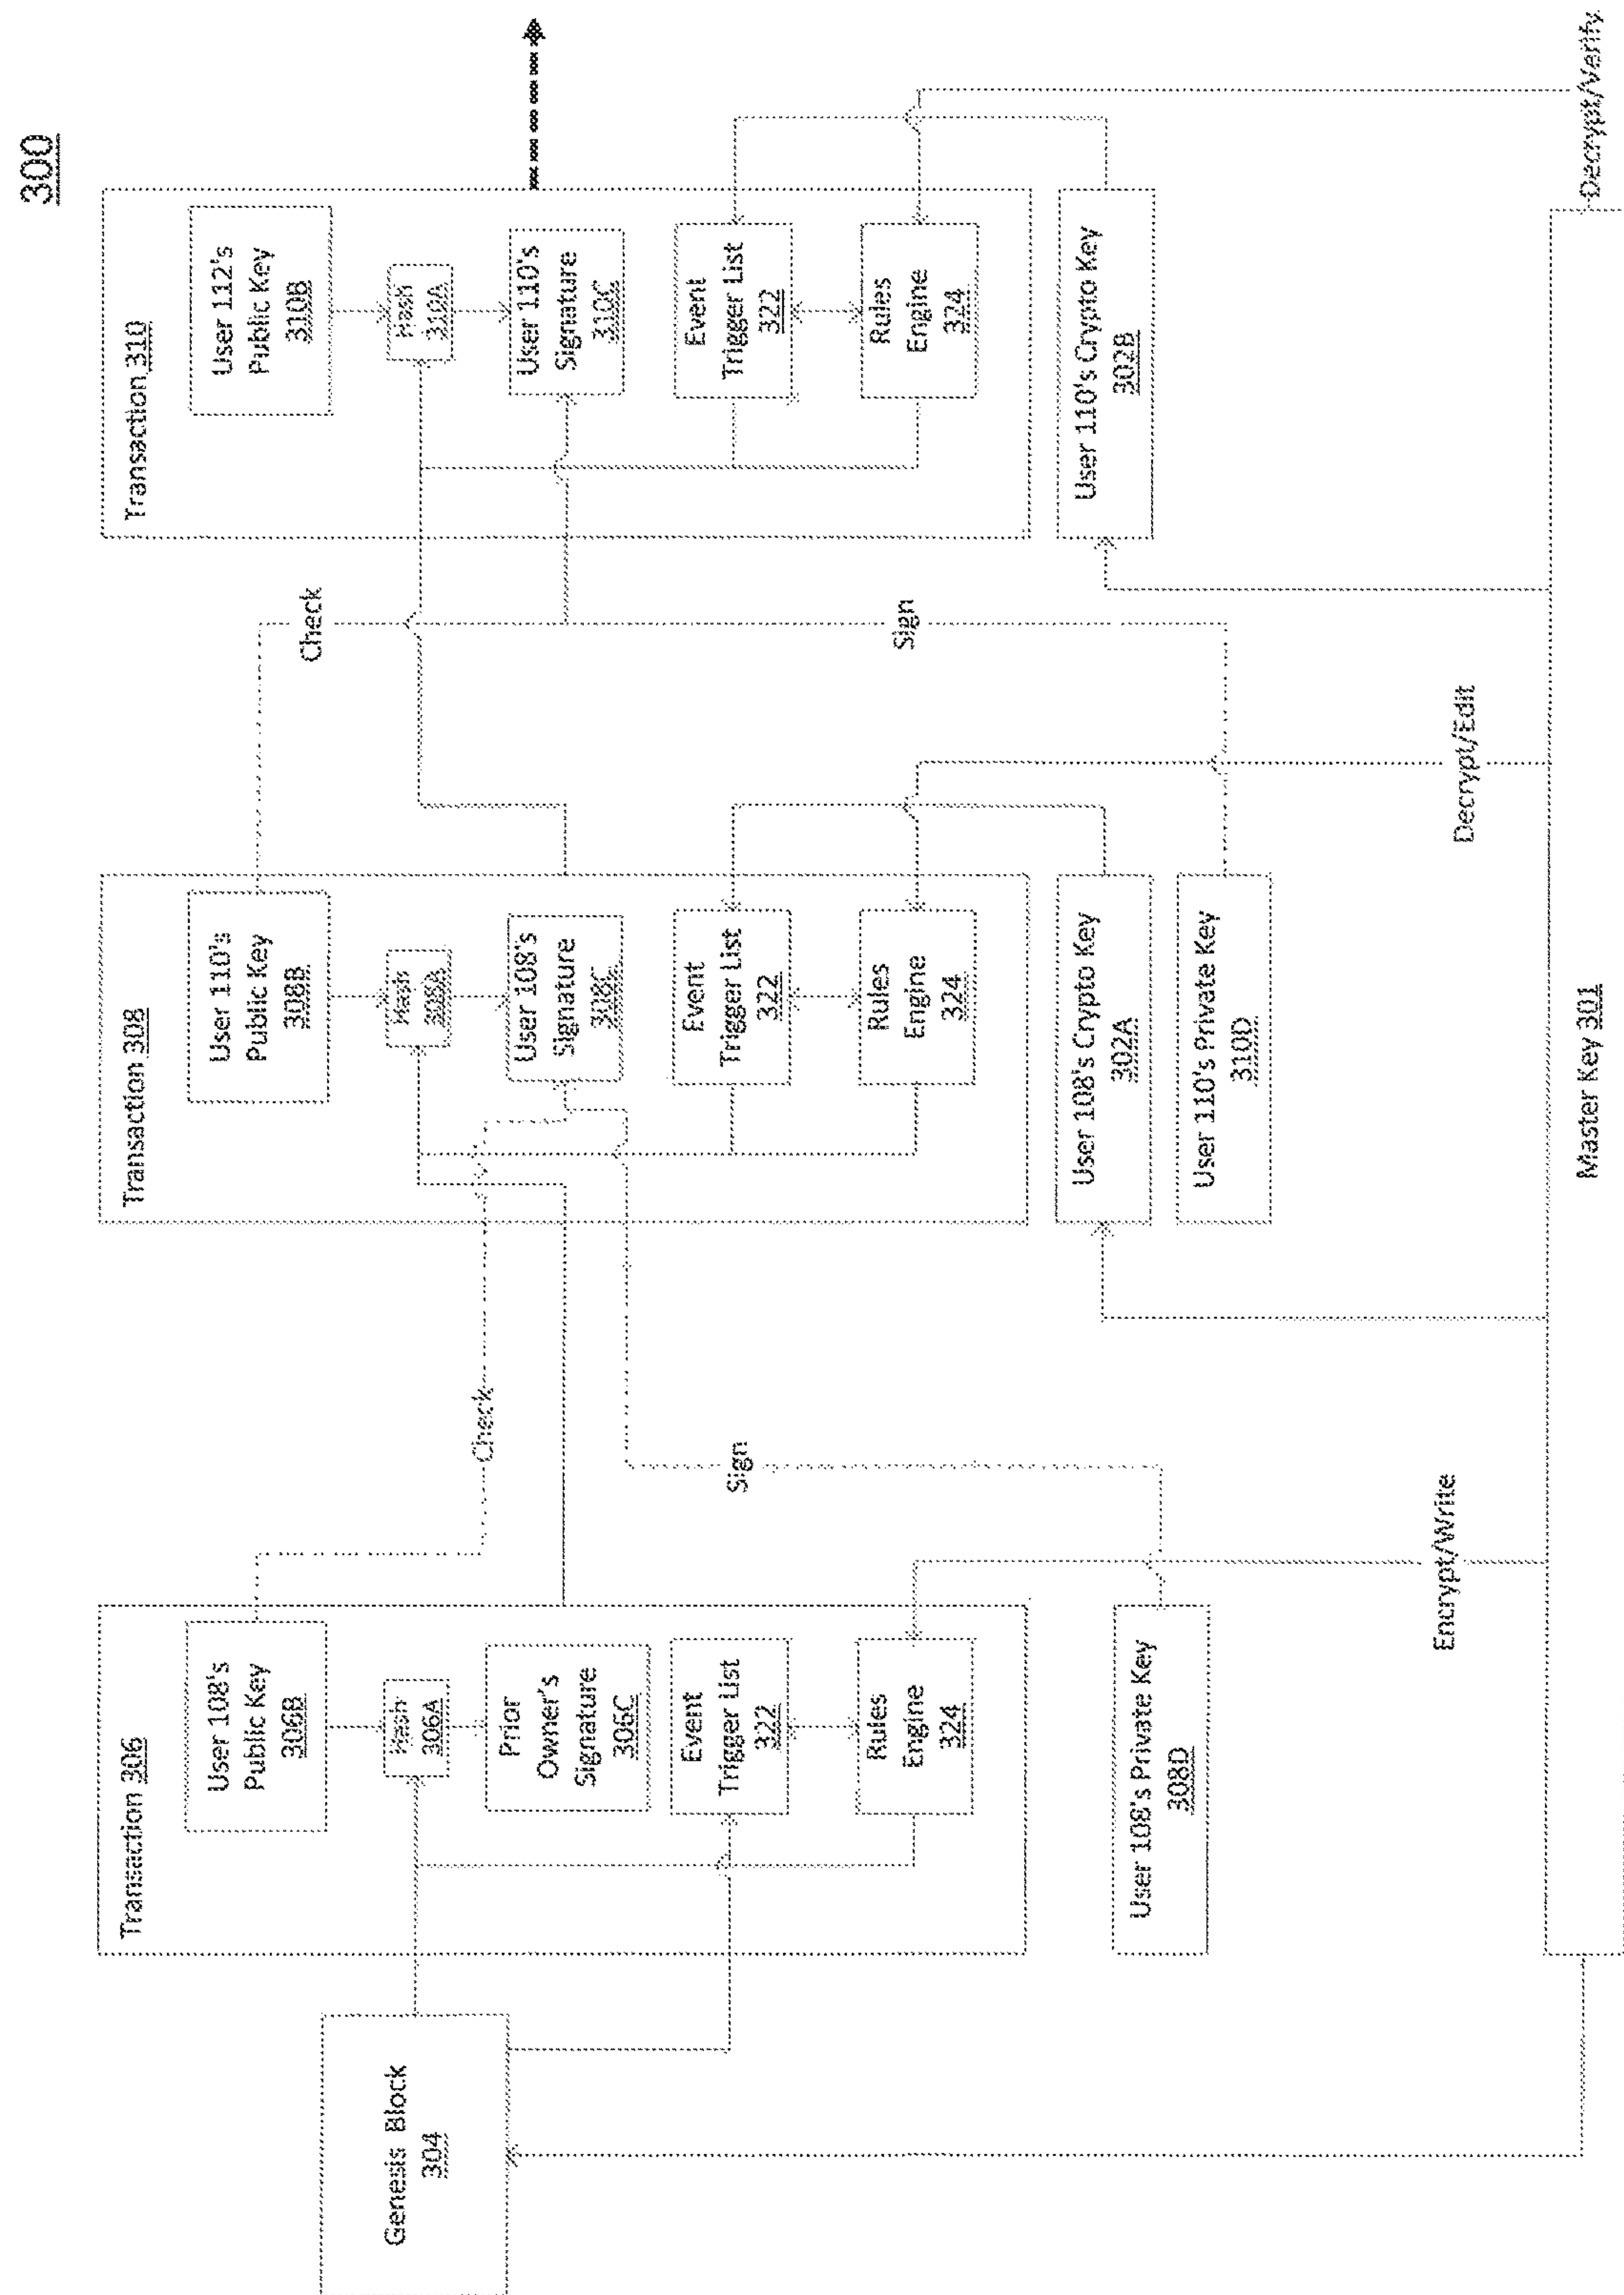 300
Genesis Block
304
Transaction 306
User 108's
Public Key
306B
Hash
306A
Prior
Owner's
Signature
306C
Event
Trigger List
322
Rules
Engine
324
User 108's Private Key
308D
Check
Sign
Encrypt/Write
Transaction 308
User 110's
Public Key
308B
Hash
308A
User 108's
Signature
308C
Event
Trigger List
322
Rules
Engine
324
User 108's Crypto Key
302A
User 110's Private Key
310D
Check
Sign
Decrypt/Edit
Transaction 310
User 112's
Public Key
310B
Hash
310A
User 110's
Signature
310C
Event
Trigger List
322
Rules
Engine
324
User 110's Crypto Key
302B
Decrypt/Verify
Master Key 301